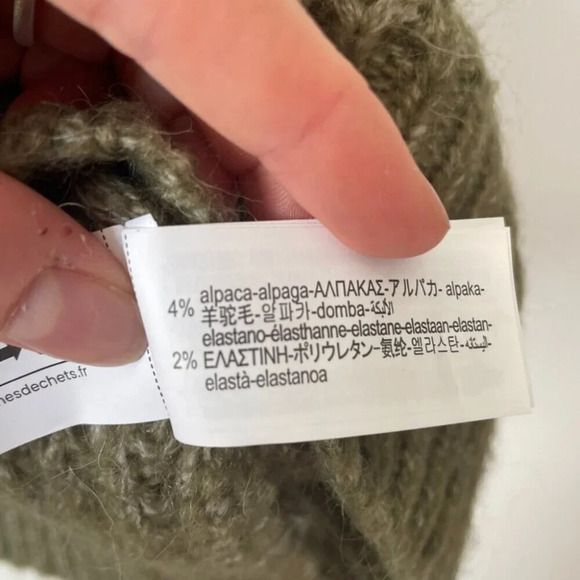 4% alpaca-alpaga-ΑΛΠΑΚΑΣ-アルパカ- alpaka-
羊驼毛-알파카-domba-الألبكة-
elastano-élasthanne-elastane-elastaan-elastan-
2% ΕΛΑΣΤΙΝΗ-ポリウレタン-氨纶-엘라스탄-
elastà-elastanoa
nesdechets.fr